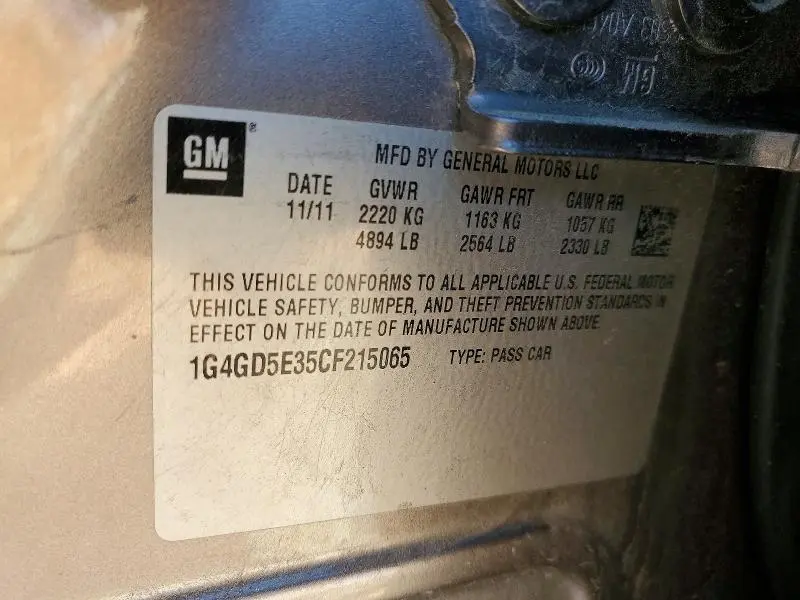 GM®
MFD BY GENERAL MOTORS LLC
DATE GVWR GAWR FRT GAWR RR
11/11 2220 KG 1163 KG 1057 KG
4894 LB 2564 LB 2330 LB
THIS VEHICLE CONFORMS TO ALL APPLICABLE U.S. FEDERAL MOTOR
VEHICLE SAFETY, BUMPER, AND THEFT PREVENTION STANDARDS IN
EFFECT ON THE DATE OF MANUFACTURE SHOWN ABOVE.
1G4GD5E35CF215065 TYPE: PASS CAR
GM